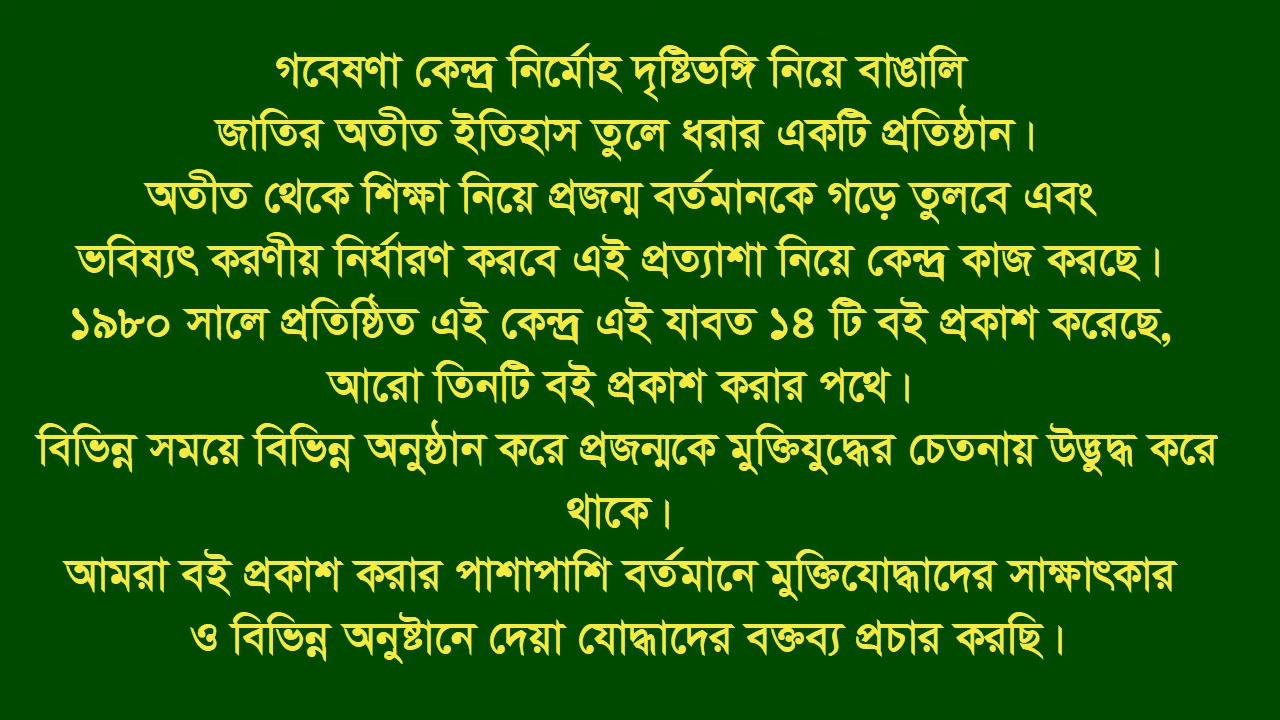 গবেষণা কেন্দ্র নির্মোহ দৃষ্টিভঙ্গি নিয়ে বাঙালি
জাতির অতীত ইতিহাস তুলে ধরার একটি প্রতিষ্ঠান।
অতীত থেকে শিক্ষা নিয়ে প্রজন্ম বর্তমানকে গড়ে তুলবে এবং
ভবিষ্যৎ করণীয় নির্ধারণ করবে এই প্রত্যাশা নিয়ে কেন্দ্র কাজ করছে।
১৯৮০ সালে প্রতিষ্ঠিত এই কেন্দ্র এই যাবত ১৪ টি বই প্রকাশ করেছে,
আরো তিনটি বই প্রকাশ করার পথে।
বিভিন্ন সময়ে বিভিন্ন অনুষ্ঠান করে প্রজন্মকে মুক্তিযুদ্ধের চেতনায় উদ্ভুদ্ধ করে
থাকে।
আমরা বই প্রকাশ করার পাশাপাশি বর্তমানে মুক্তিযোদ্ধাদের সাক্ষাৎকার
ও বিভিন্ন অনুষ্টানে দেয়া যোদ্ধাদের বক্তব্য প্রচার করছি।